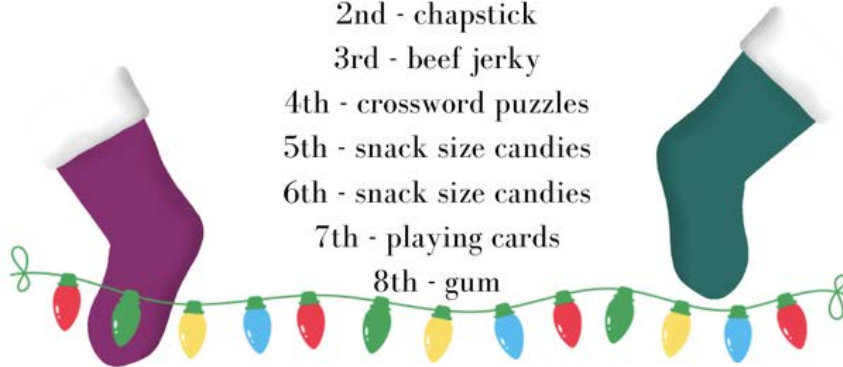 2nd - chapstick
3rd - beef jerky
4th - crossword puzzles
5th - snack size candies
6th - snack size candies
7th - playing cards
8th - gum